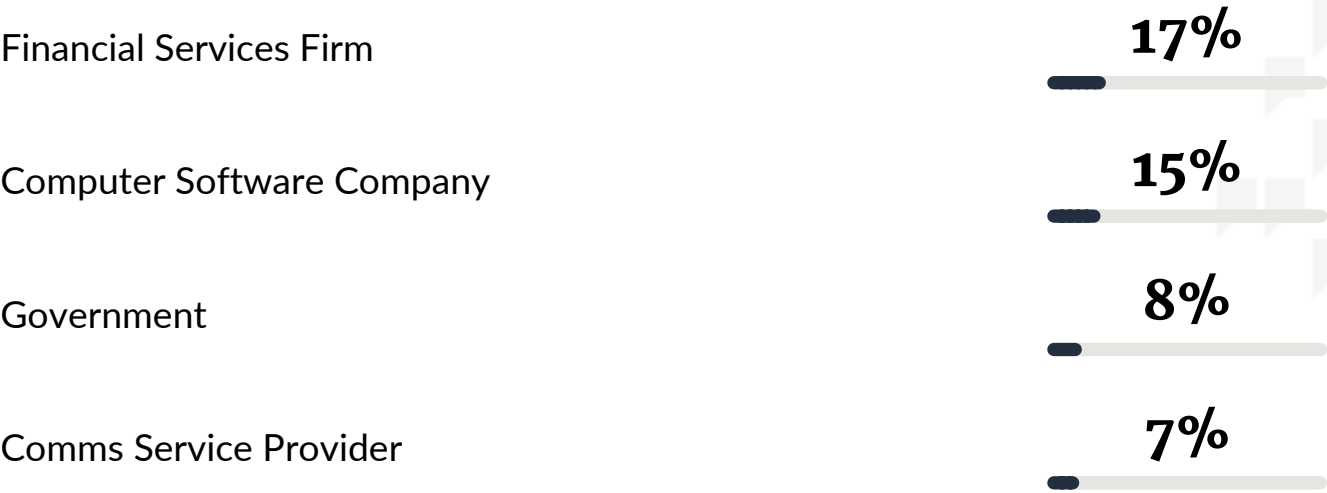 Financial Services Firm 17%
Computer Software Company 15%
Government 8%
Comms Service Provider 7%